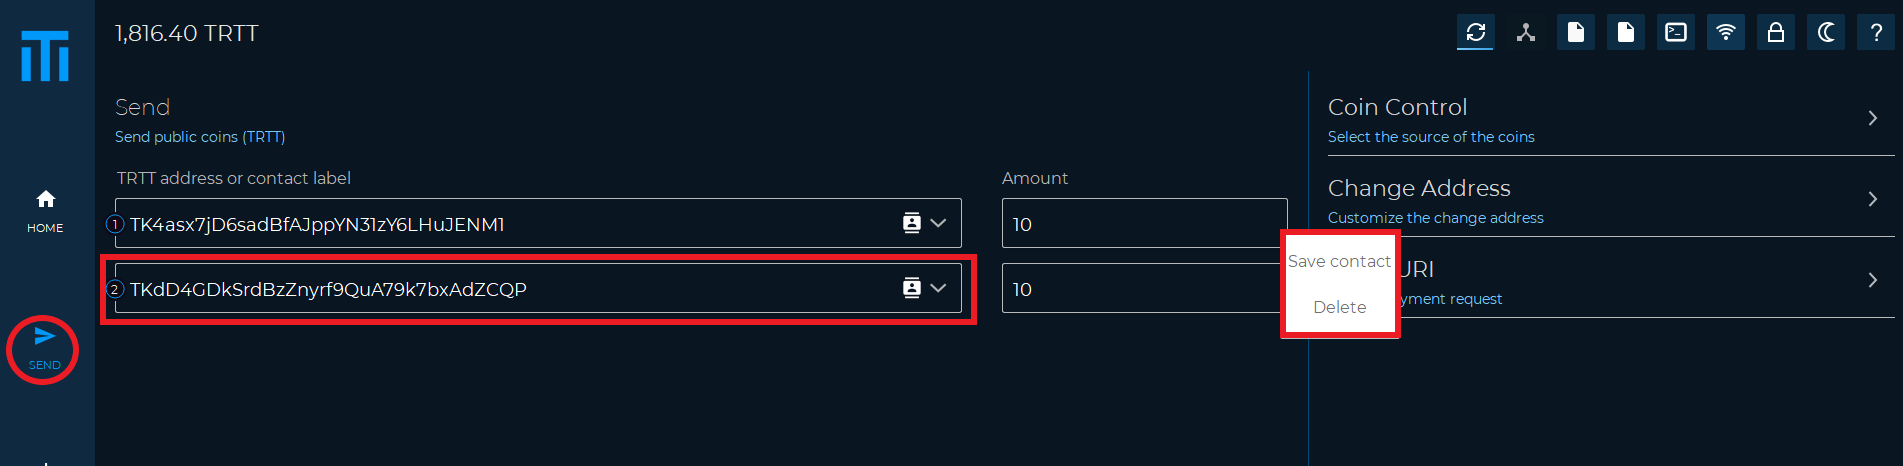 1,816.40 TRTT
Send
Send public coins (TRTT)
TRTT address or contact label
Amount
1 TK4asx7jD6sadBfAJppYN31zY6LHuJENM1
10
2 TKdD4GDkSrdBzZnyrf9QuA79k7bxAdZCQP
10
Save contact
Delete
HOME
SEND
Coin Control
Select the source of the coins
Change Address
Customize the change address
URI
yment request